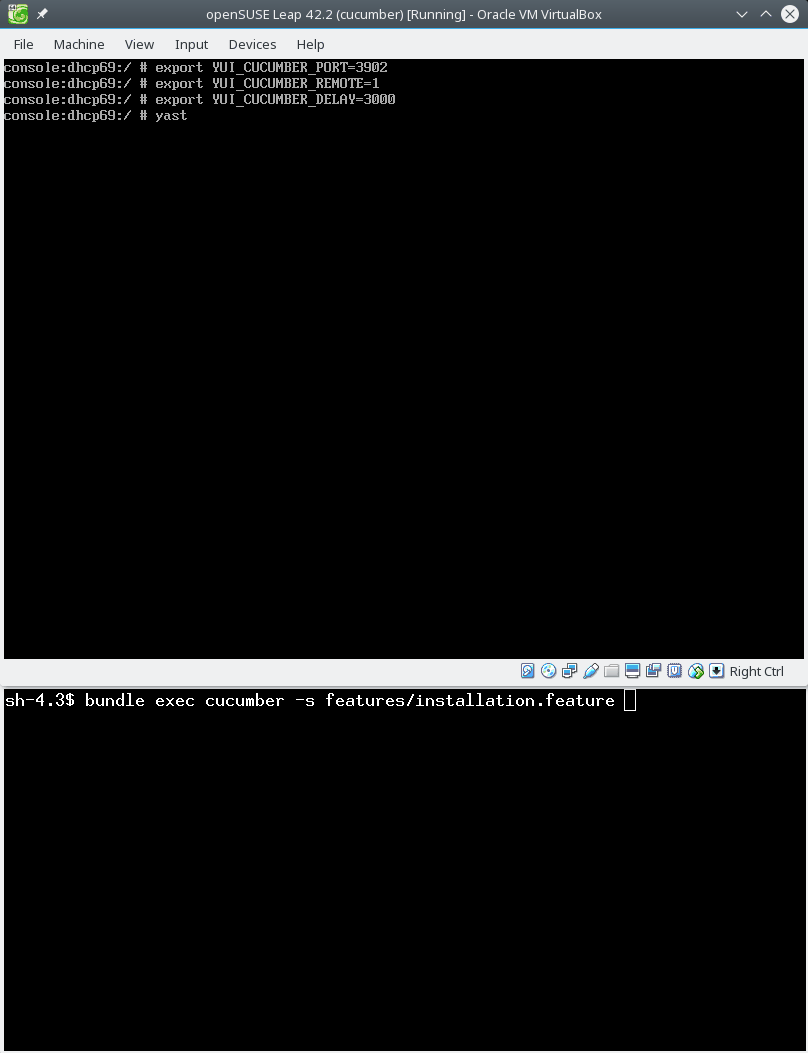 openSUSE Leap 42.2 (cucumber) [Running] - Oracle VM VirtualBox
File Machine View Input Devices Help
console:dhcp69:/ # export YUI_CUCUMBER_PORT=3902
console:dhcp69:/ # export YUI_CUCUMBER_REMOTE=1
console:dhcp69:/ # export YUI_CUCUMBER_DELAY=3000
console:dhcp69:/ # yast
Right Ctrl
sh-4.3$ bundle exec cucumber -s features/installation.feature